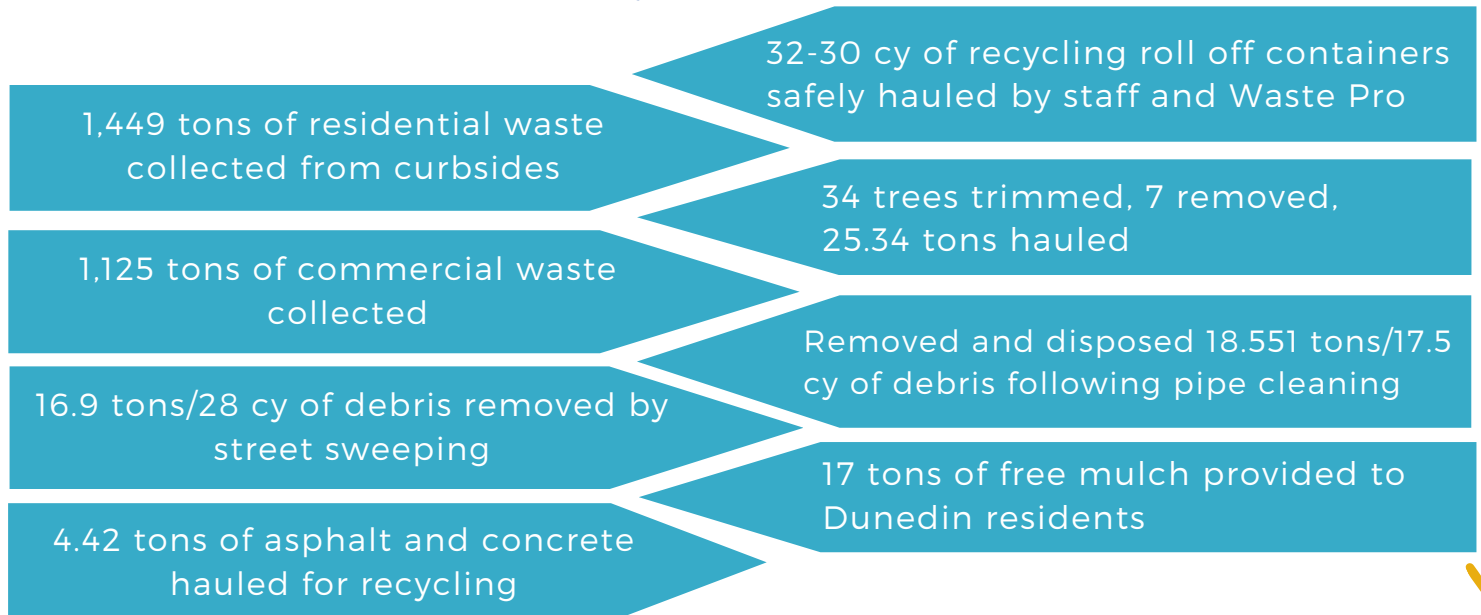 32-30 cy of recycling roll off containers
safely hauled by staff and Waste Pro
1,449 tons of residential waste
collected from curbsides
34 trees trimmed, 7 removed,
25.34 tons hauled
1,125 tons of commercial waste
collected
Removed and disposed 18.551 tons/17.5
cy of debris following pipe cleaning
16.9 tons/28 cy of debris removed by
street sweeping
17 tons of free mulch provided to
Dunedin residents
4.42 tons of asphalt and concrete
hauled for recycling